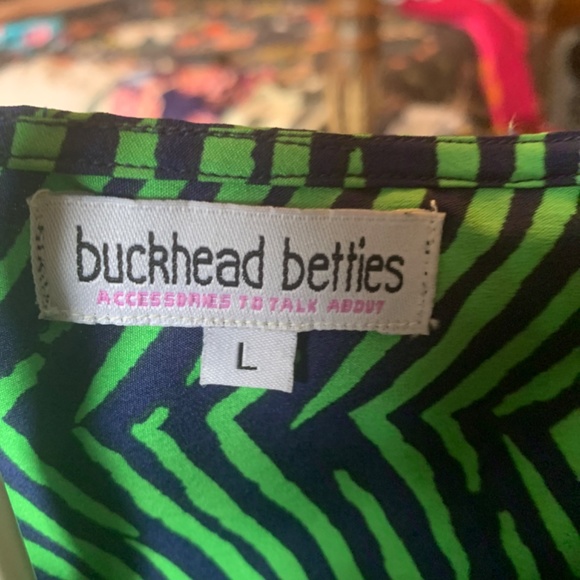 buckhead betties
ACCESSORIES TO TALK ABOUT
L